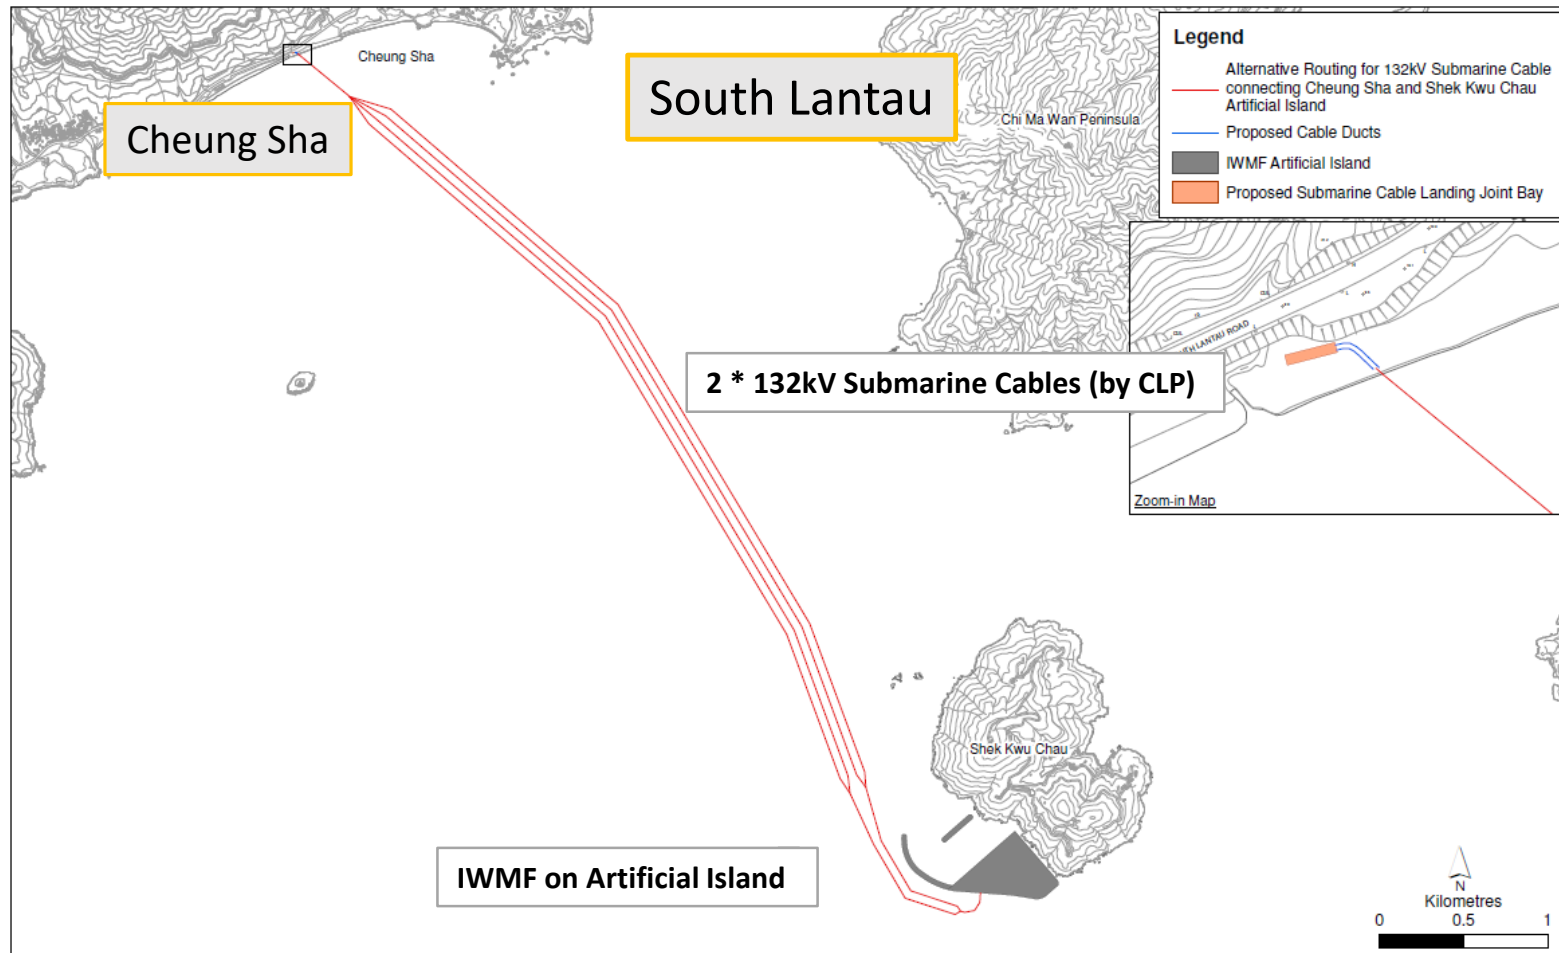 Cheung Sha
Cheung Sha
South Lantau
Chi Ma Wan Peninsula
Legend
Alternative Routing for 132kV Submarine Cable
connecting Cheung Sha and Shek Kwu Chau
Artificial Island
Proposed Cable Ducts
IWMF Artificial Island
Proposed Submarine Cable Landing Joint Bay
LANTAU ROAD
Zoom-in Map
2 * 132kV Submarine Cables (by CLP)
Shek Kwu Chau
IWMF on Artificial Island
N
Kilometres
0 0.5 1